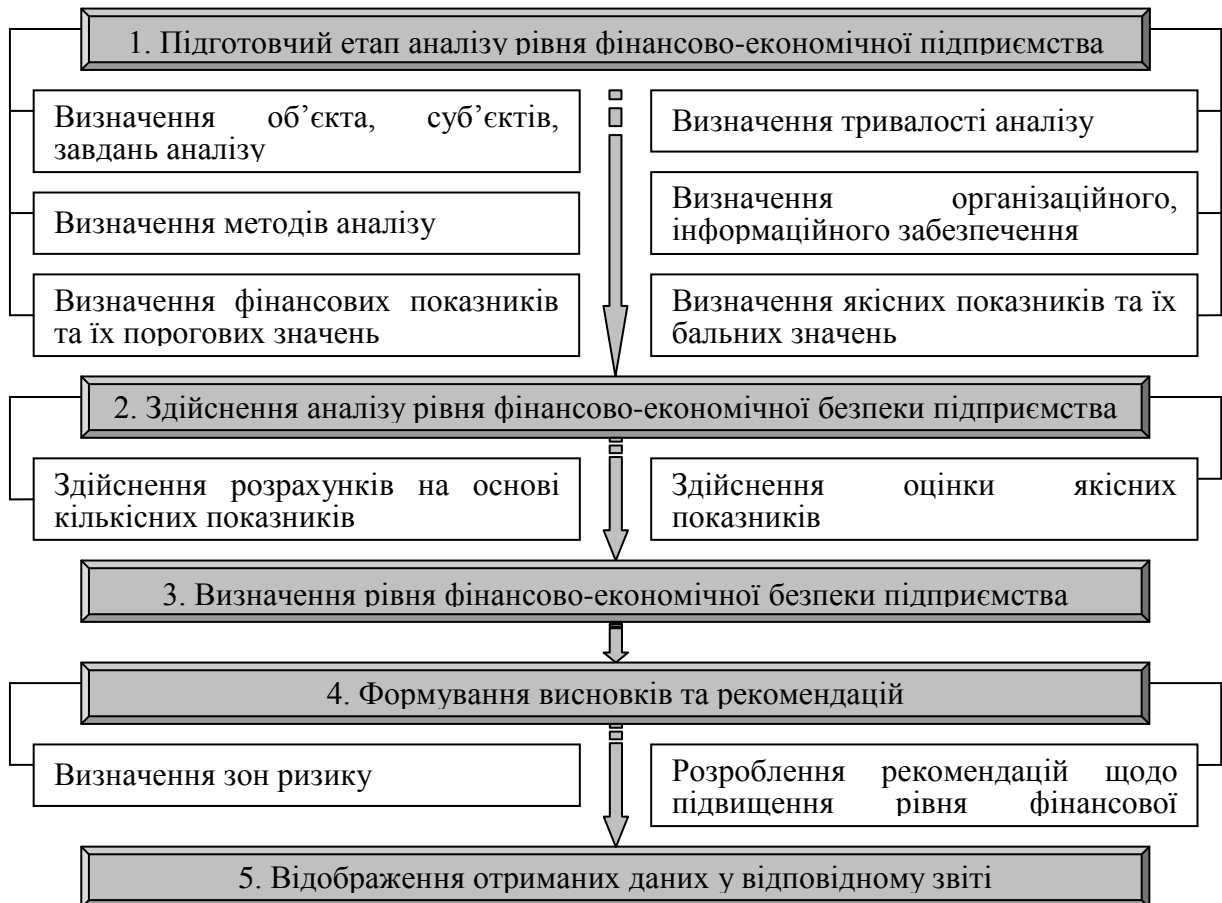 1. Підготовчий етап аналізу рівня фінансово-економічної підприємства
Визначення об’єкта, суб’єктів,
завдань аналізу
Визначення методів аналізу
Визначення фінансових показників
та їх порогових значень
Визначення тривалості аналізу
Визначення організаційного,
інформаційного забезпечення
Визначення якісних показників та їх
бальних значень
2. Здійснення аналізу рівня фінансово-економічної безпеки підприємства
Здійснення розрахунків на основі
кількісних показників
Здійснення оцінки якісних
показників
3. Визначення рівня фінансово-економічної безпеки підприємства
4. Формування висновків та рекомендацій
Визначення зон ризику
Розроблення рекомендацій щодо
підвищення рівня фінансової
5. Відображення отриманих даних у відповідному звіті